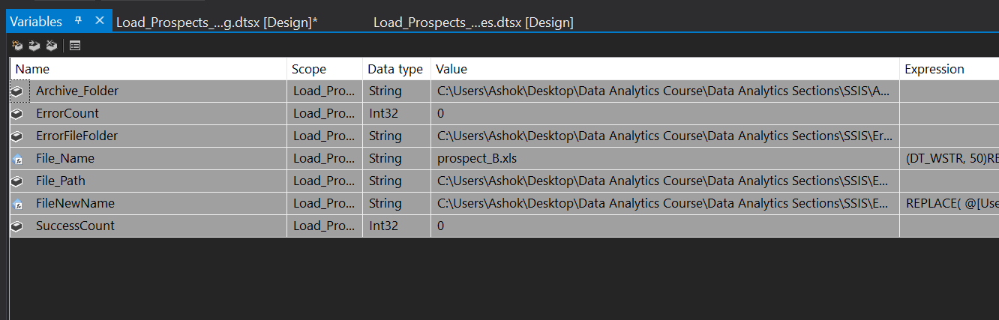 Variables Load_Prospects_...g.dtsx [Design]* Load_Prospects_...es.dtsx [Design]
Name Scope Data type Value Expression
Archive_Folder Load_Pro... String C:\Users\Ashok\Desktop\Data Analytics Course\Data Analytics Sections\SSIS\A...
ErrorCount Load_Pro... Int32 0
ErrorFileFolder Load_Pro... String C:\Users\Ashok\Desktop\Data Analytics Course\Data Analytics Sections\SSIS\Er...
File_Name Load_Pro... String prospect_B.xls (DT_WSTR, 50)RE
File_Path Load_Pro... String C:\Users\Ashok\Desktop\Data Analytics Course\Data Analytics Sections\SSIS\E...
FileNewName Load_Pro... String C:\Users\Ashok\Desktop\Data Analytics Course\Data Analytics Sections\SSIS\E... REPLACE( @[Use
SuccessCount Load_Pro... Int32 0